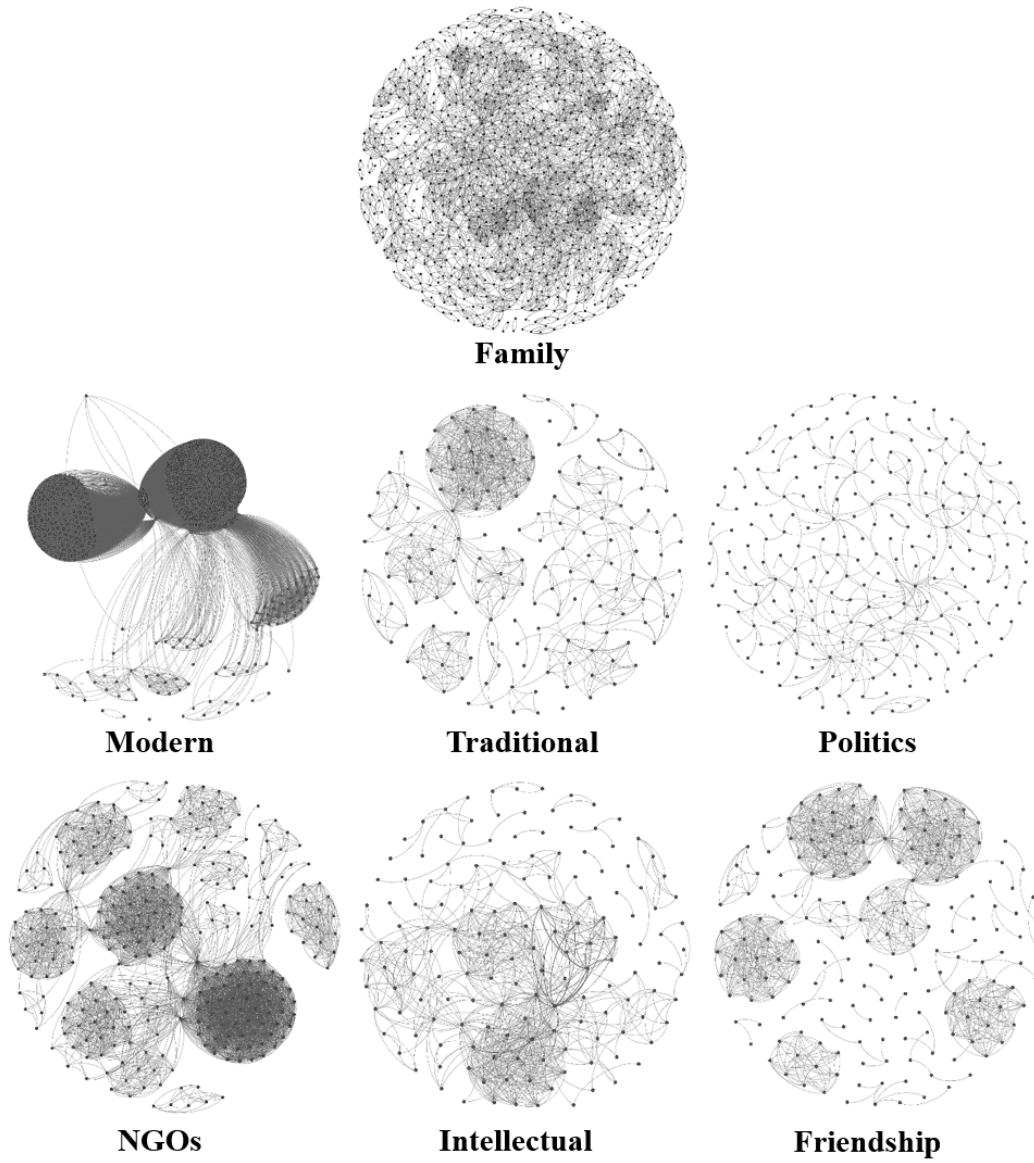 Family
Modern
Traditional
Politics
NGOs
Intellectual
Friendship